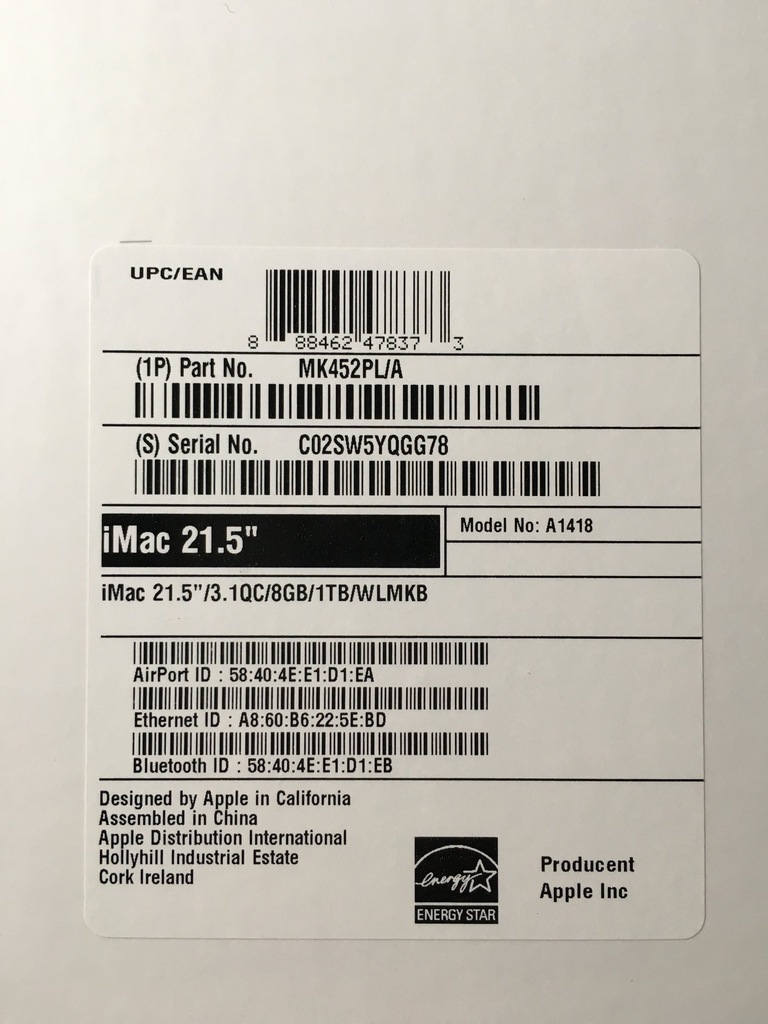 UPC/EAN
8 88462 47837 3
(1P) Part No. MK452PL/A
(S) Serial No. C02SW5YQGG78
iMac 21.5"
Model No: A1418
iMac 21.5"/3.1QC/8GB/1TB/WLMKB
AirPort ID : 58:40:4E:E1:D1:EA
Ethernet ID : A8:60:B6:22:5E:BD
Bluetooth ID : 58:40:4E:E1:D1:EB
Designed by Apple in California
Assembled in China
Apple Distribution International
Hollyhill Industrial Estate
Cork Ireland
energy
ENERGY STAR
Producent
Apple Inc